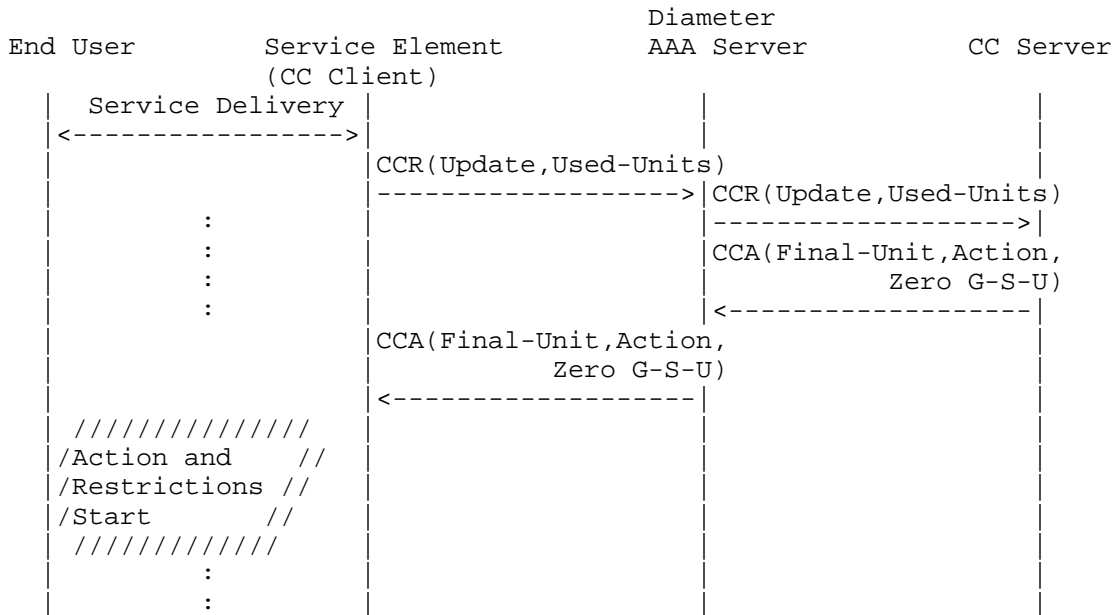 Diameter
End User Service Element AAA Server CC Server
(CC Client)
Service Delivery
CCR(Update,Used-Units)
CCR(Update,Used-Units)
CCA(Final-Unit,Action,
Zero G-S-U)
CCA(Final-Unit,Action,
Zero G-S-U)
Action and
Restrictions
Start